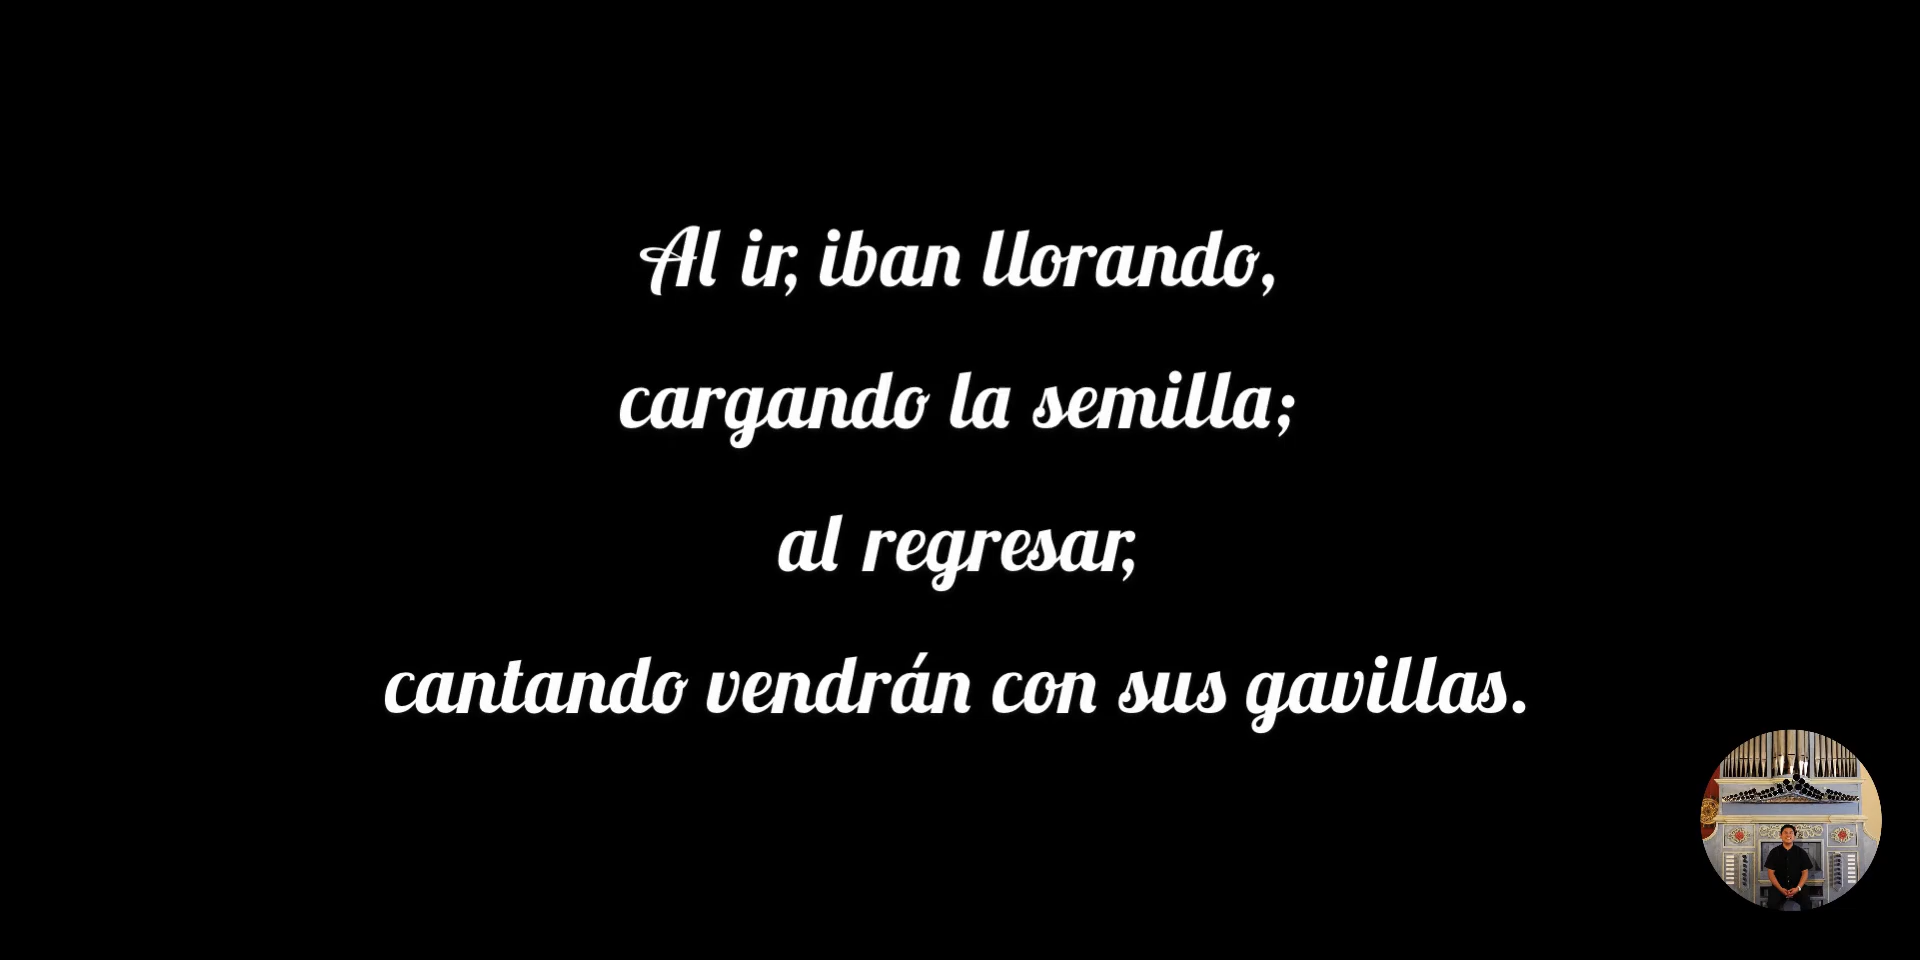 Al ir, iban llorando,
cargando la semilla;
al regresar,
cantando vendrán con sus gavillas.